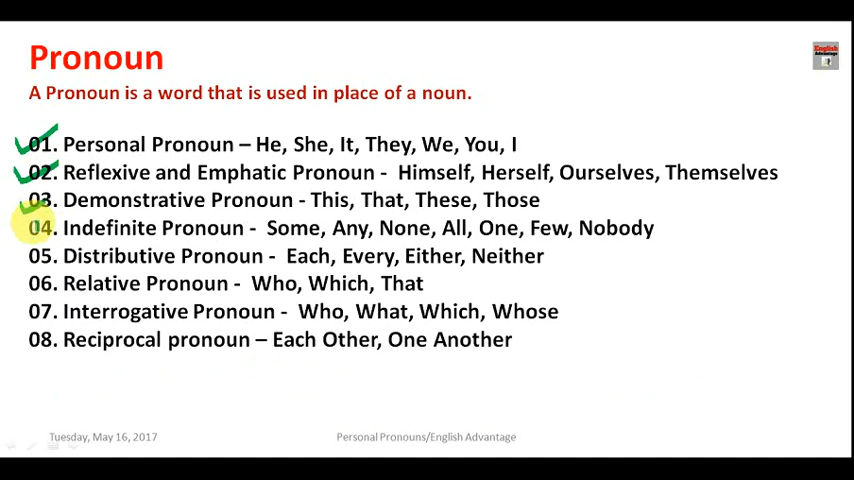 Pronoun
English
Advantage
A Pronoun is a word that is used in place of a noun.
01. Personal Pronoun – He, She, It, They, We, You, I
02. Reflexive and Emphatic Pronoun - Himself, Herself, Ourselves, Themselves
03. Demonstrative Pronoun - This, That, These, Those
04. Indefinite Pronoun - Some, Any, None, All, One, Few, Nobody
05. Distributive Pronoun - Each, Every, Either, Neither
06. Relative Pronoun - Who, Which, That
07. Interrogative Pronoun - Who, What, Which, Whose
08. Reciprocal pronoun – Each Other, One Another
Tuesday, May 16, 2017
Personal Pronouns/English Advantage